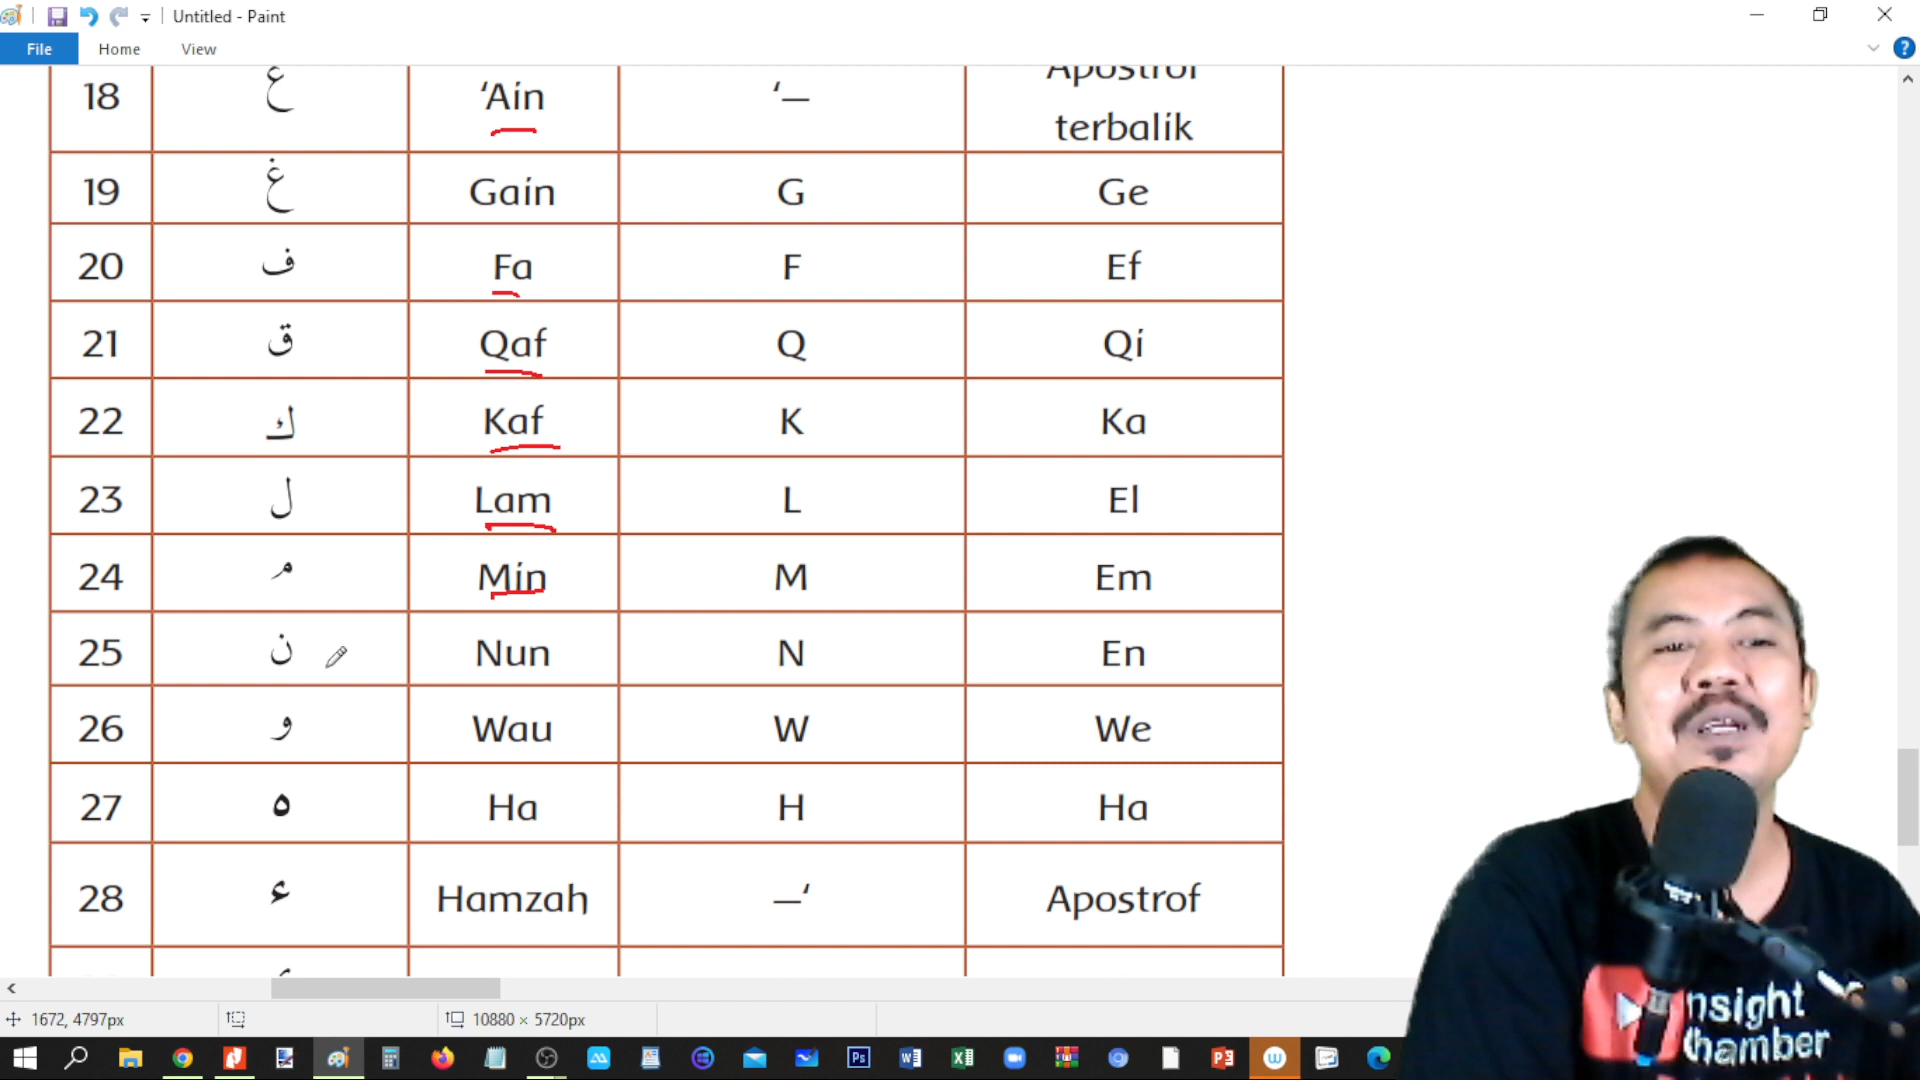 Untitled - Paint
File Home View
18 ع ‘Ain ‘— Apostrof terbalik
19 غ Gain G Ge
20 ف Fa F Ef
21 ق Qaf Q Qi
22 ك Kaf K Ka
23 ل Lam L El
24 م Min M Em
25 ن Nun N En
26 و Wau W We
27 ه Ha H Ha
28 ء Hamzah —‘ Apostrof
1672, 4797px 10880 × 5720px
nsight
hamber